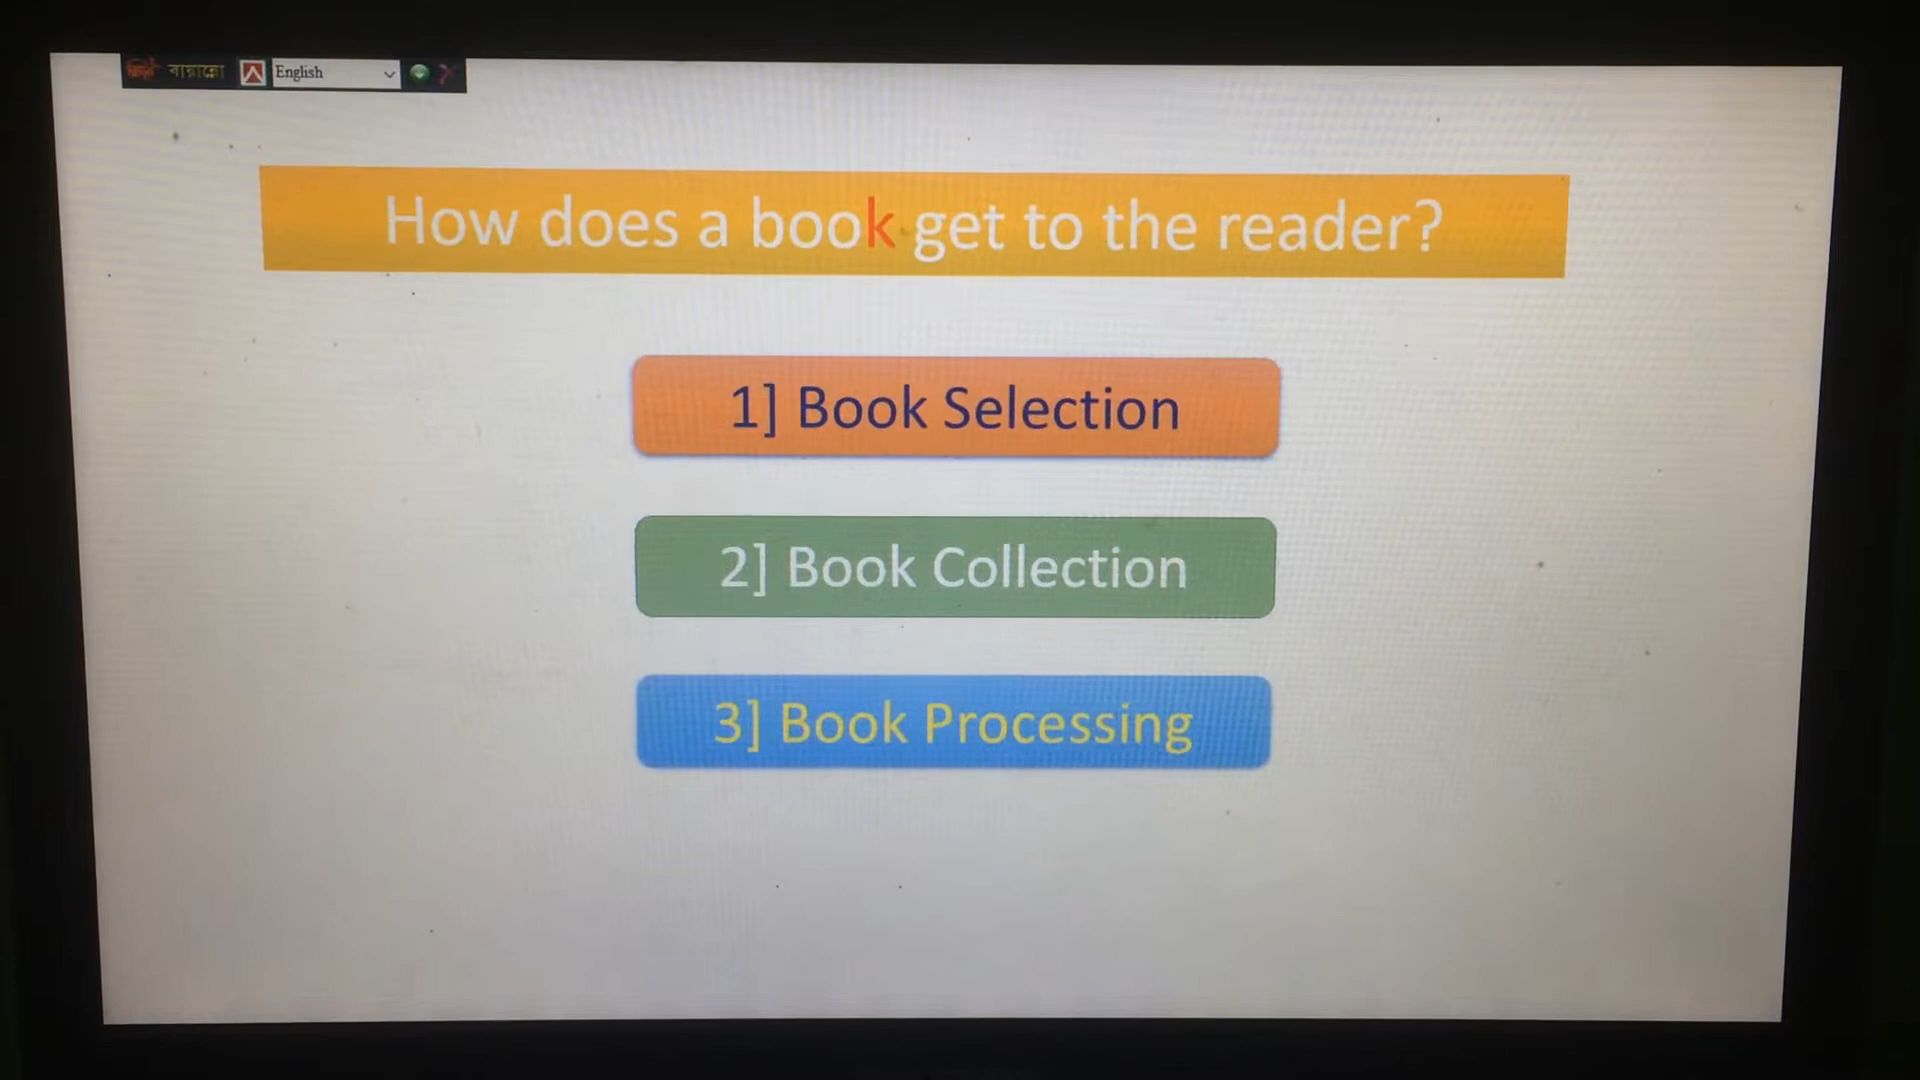 বায়ান্নো English
How does a book get to the reader?
1] Book Selection
2] Book Collection
3] Book Processing